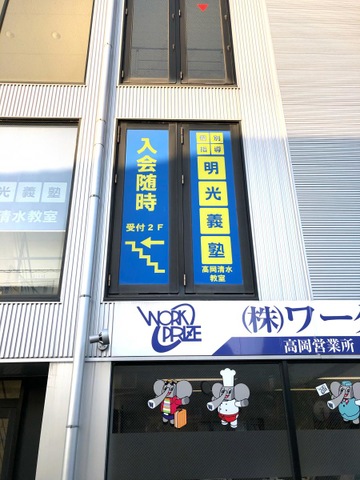 入会随時
受付２Ｆ
個別
指導
明光義塾
高岡清水
教室
光義塾
清水教室
WORK
PRIZE
㈱ワー
高岡営業所